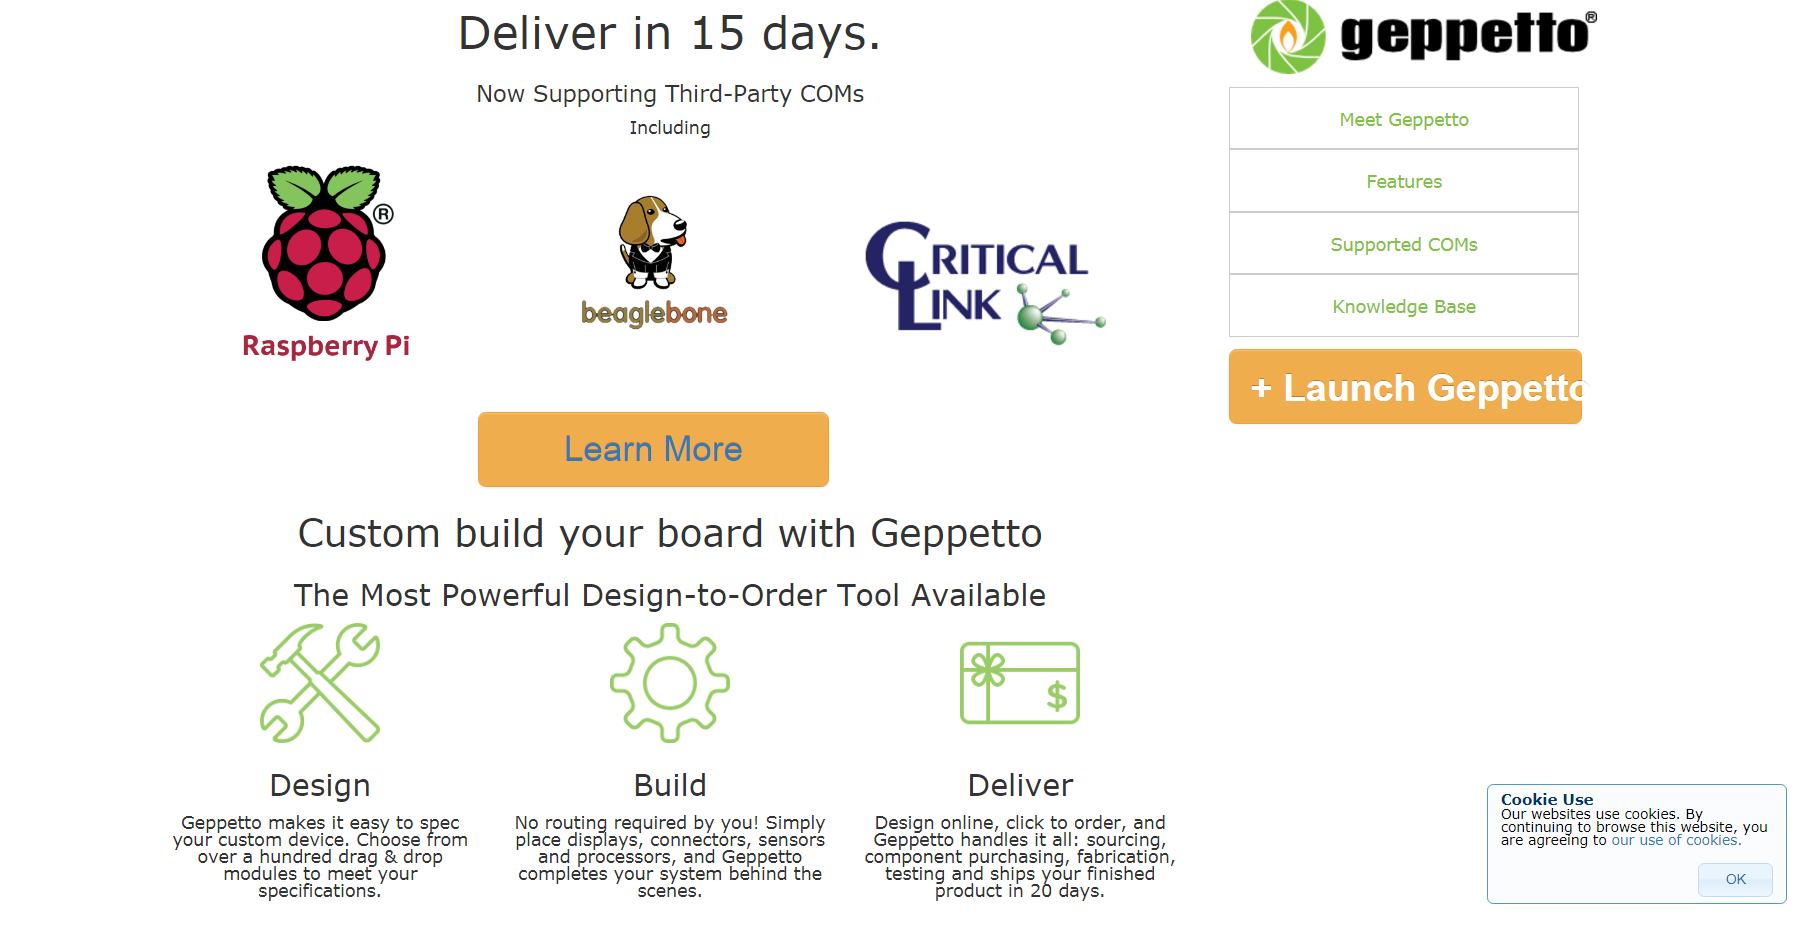 Deliver in 15 days.
Now Supporting Third-Party COMs
Including
®
Raspberry Pi
beaglebone
CRITICAL
LINK
Learn More
Custom build your board with Geppetto
The Most Powerful Design-to-Order Tool Available
$
Design
Geppetto makes it easy to spec
your custom device. Choose from
over a hundred drag & drop
modules to meet your
specifications.
Build
No routing required by you! Simply
place displays, connectors, sensors
and processors, and Geppetto
completes your system behind the
scenes.
Deliver
Design online, click to order, and
Geppetto handles it all: sourcing,
component purchasing, fabrication,
testing and ships your finished
product in 20 days.
geppetto®
Meet Geppetto
Features
Supported COMs
Knowledge Base
+ Launch Geppetto
Cookie Use
Our websites use cookies. By
continuing to browse this website, you
are agreeing to our use of cookies.
OK